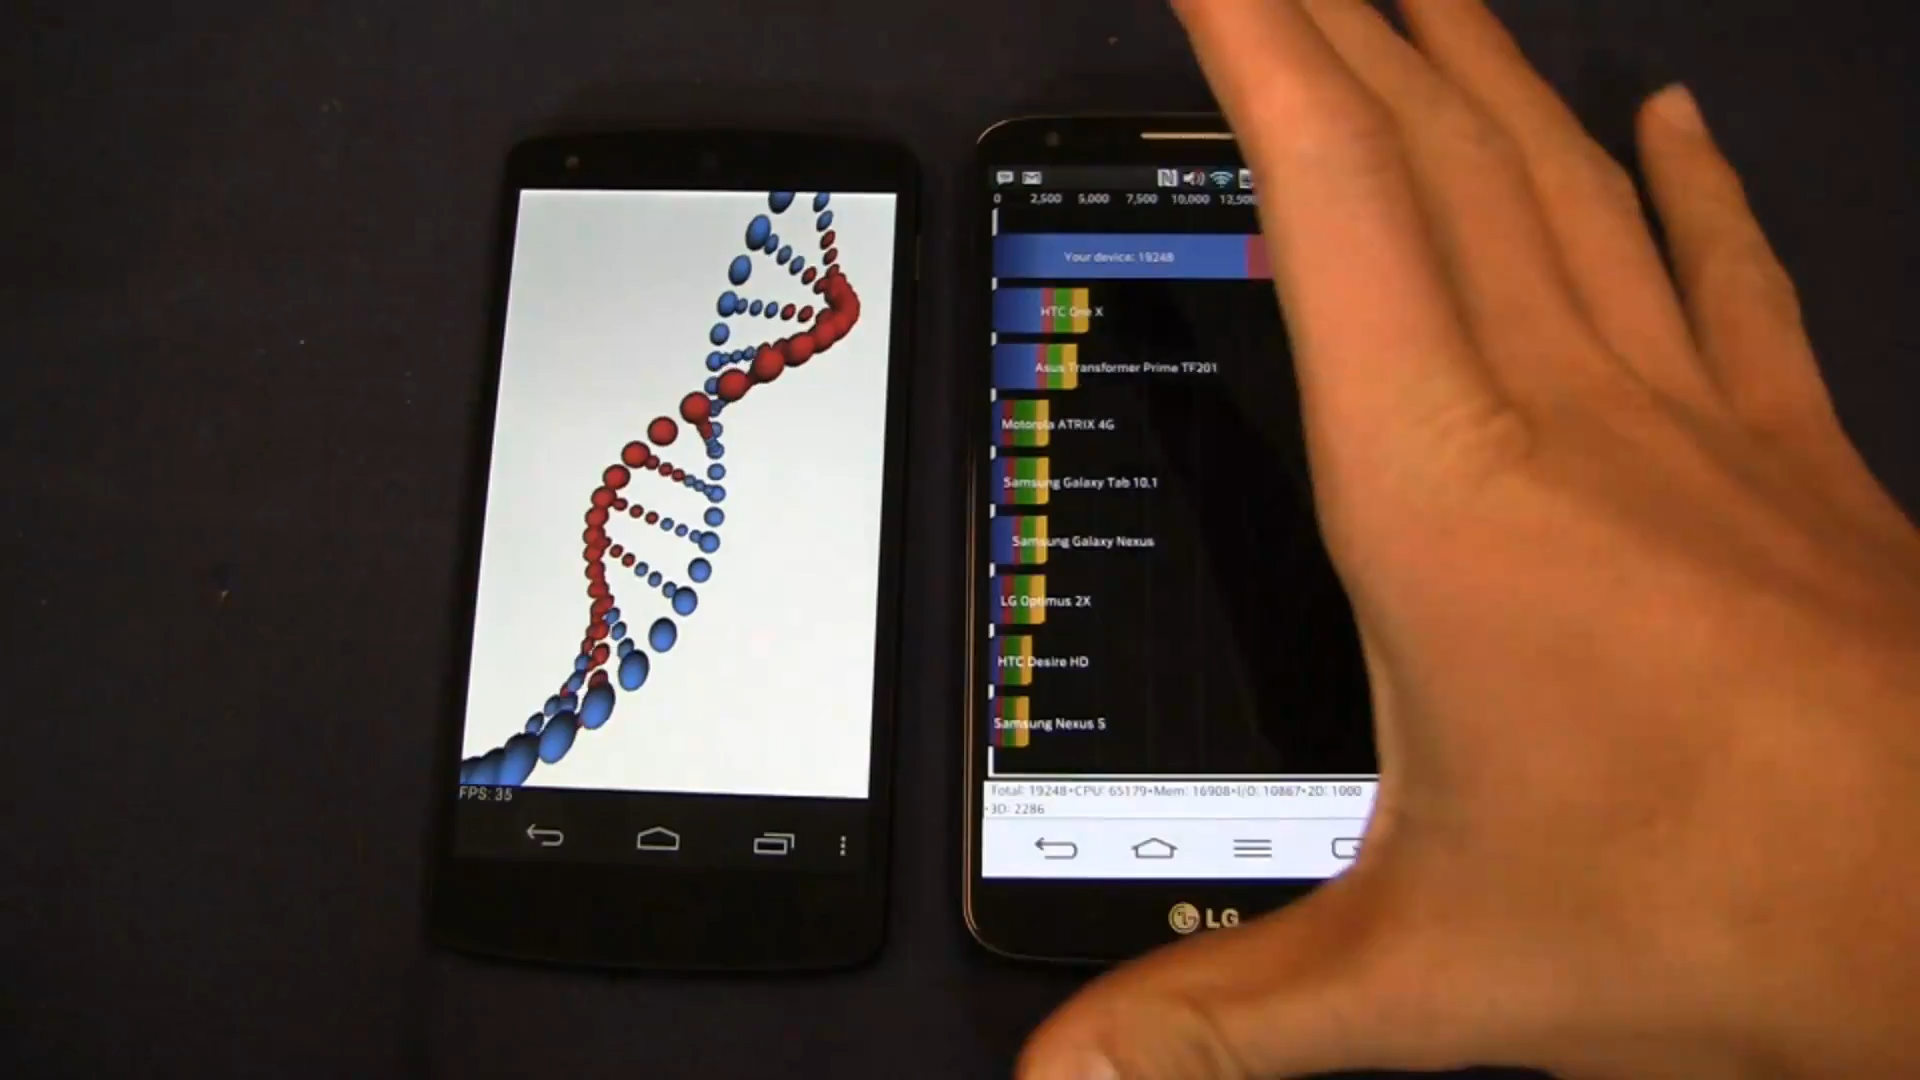 FPS: 35
0 2,500 5,000 7,500 10,000 12,500
Your device: 19248
HTC One X
Asus Transformer Prime TF201
Motorola ATRIX 4G
Samsung Galaxy Tab 10.1
Samsung Galaxy Nexus
LG Optimus 2X
HTC Desire HD
Samsung Nexus S
Total: 19248•CPU: 65179•Mem: 16908•I/O: 10867•2D: 1000
•3D: 2286
LG